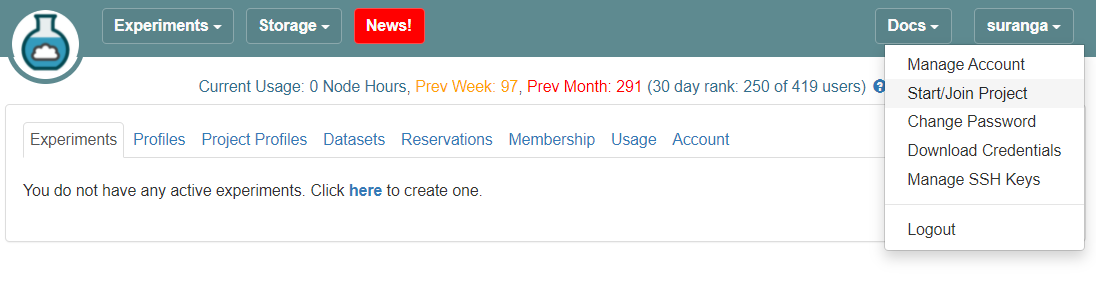 Experiments Storage News! Docs suranga
Current Usage: 0 Node Hours, Prev Week: 97, Prev Month: 291 (30 day rank: 250 of 419 users) ?
Experiments Profiles Project Profiles Datasets Reservations Membership Usage Account
You do not have any active experiments. Click here to create one.
Manage Account
Start/Join Project
Change Password
Download Credentials
Manage SSH Keys
Logout